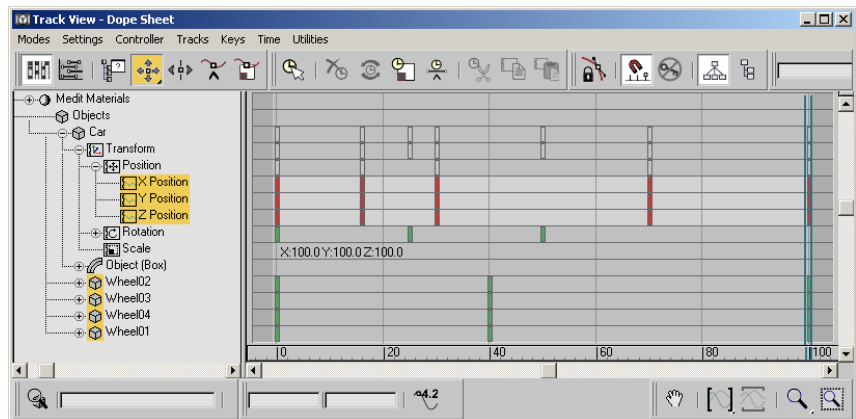 Track View - Dope Sheet
Modes Settings Controller Tracks Keys Time Utilities
Medit Materials
Objects
Car
Transform
Position
X Position
Y Position
Z Position
Rotation
Scale
X:100.0 Y:100.0 Z:100.0
Object (Box)
Wheel02
Wheel03
Wheel04
Wheel01
0 20 40 60 80 100
4.2